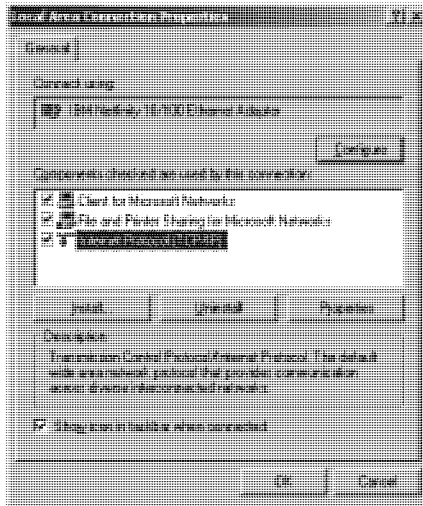 Local Area Connection Properties
General
Connect using:
IBM Netfinity 10/100 Ethernet Adapter
Configure
Components checked are used by this connection:
Client for Microsoft Networks
File and Printer Sharing for Microsoft Networks
Internet Protocol (TCP/IP)
Install...
Uninstall
Properties
Description
Transmission Control Protocol/Internet Protocol. The default
wide area network protocol that provides communication
across diverse interconnected networks.
Show icon in taskbar when connected
OK
Cancel